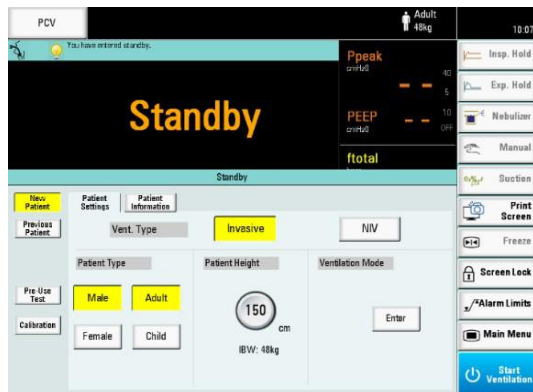 PCV
Adult
48kg
10:07
You have entered standby.
Ppeak
cmH2O
40
5
PEEP
cmH2O
10
OFF
ftotal
Standby
Standby
Insp. Hold
Exp. Hold
Nebulizer
Manual
Suction
Print
Screen
Freeze
Screen Lock
Alarm Limits
Main Menu
Start
Ventilation
New
Patient
Previous
Patient
Pre-Use
Test
Calibration
Patient
Settings
Patient
Information
Vent. Type
Invasive
NIV
Patient Type
Patient Height
Ventilation Mode
Male
Adult
Female
Child
150
cm
IBW: 48kg
Enter